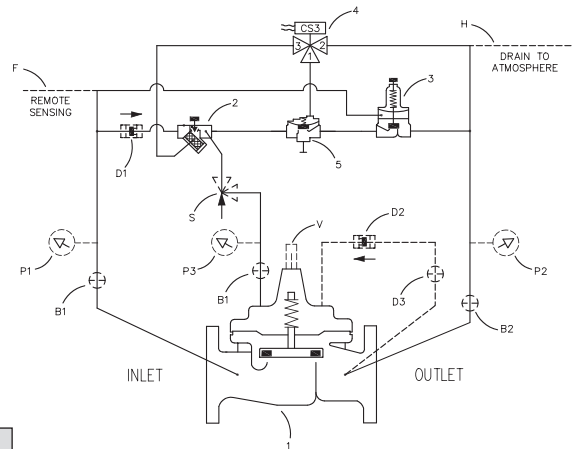 4
H
CS3
3
2
1
DRAIN TO
ATMOSPHERE
F
3
REMOTE
SENSING
2
D1
5
S
V
D2
P1
P3
P2
B1
B1
D3
B2
INLET
OUTLET
1